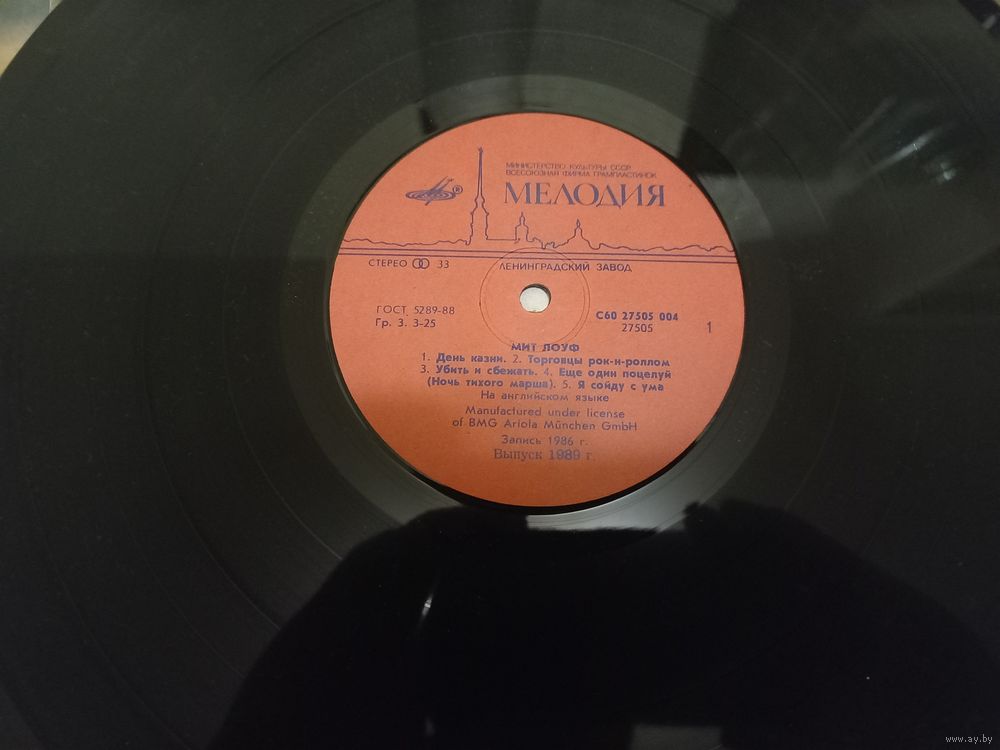 МИНИСТЕРСТВО КУЛЬТУРЫ СССР
ВСЕСОЮЗНАЯ ФИРМА ГРАМПЛАСТИНОК
МЕЛОДИЯ
®
СТЕРЕО 33
ЛЕНИНГРАДСКИЙ ЗАВОД
ГОСТ 5289-88
Гр. 3. 3-25
С60 27505 004
27505
1
МИТ ЛОУФ
1. День казни. 2. Торговцы рок-н-роллом
3. Убить и сбежать. 4. Еще один поцелуй
(Ночь тихого марша). 5. Я сойду с ума
На английском языке
Manufactured under license
of BMG Ariola München GmbH
Запись 1986 г.
Выпуск 1989 г.
www.ay.by